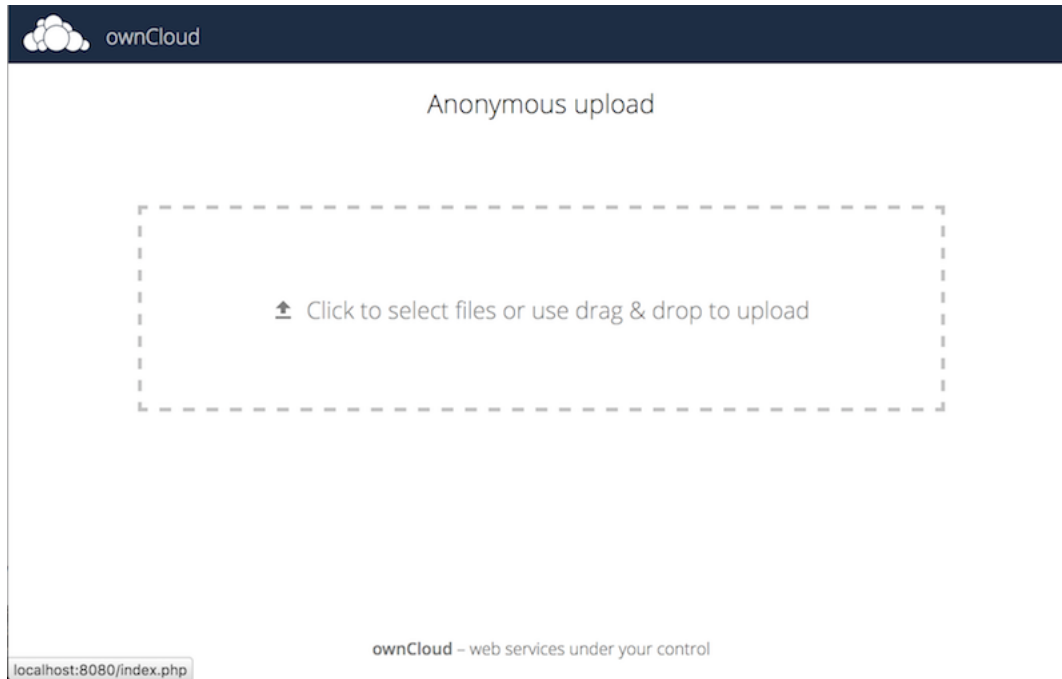 ownCloud
Anonymous upload
Click to select files or use drag & drop to upload
ownCloud – web services under your control
localhost:8080/index.php